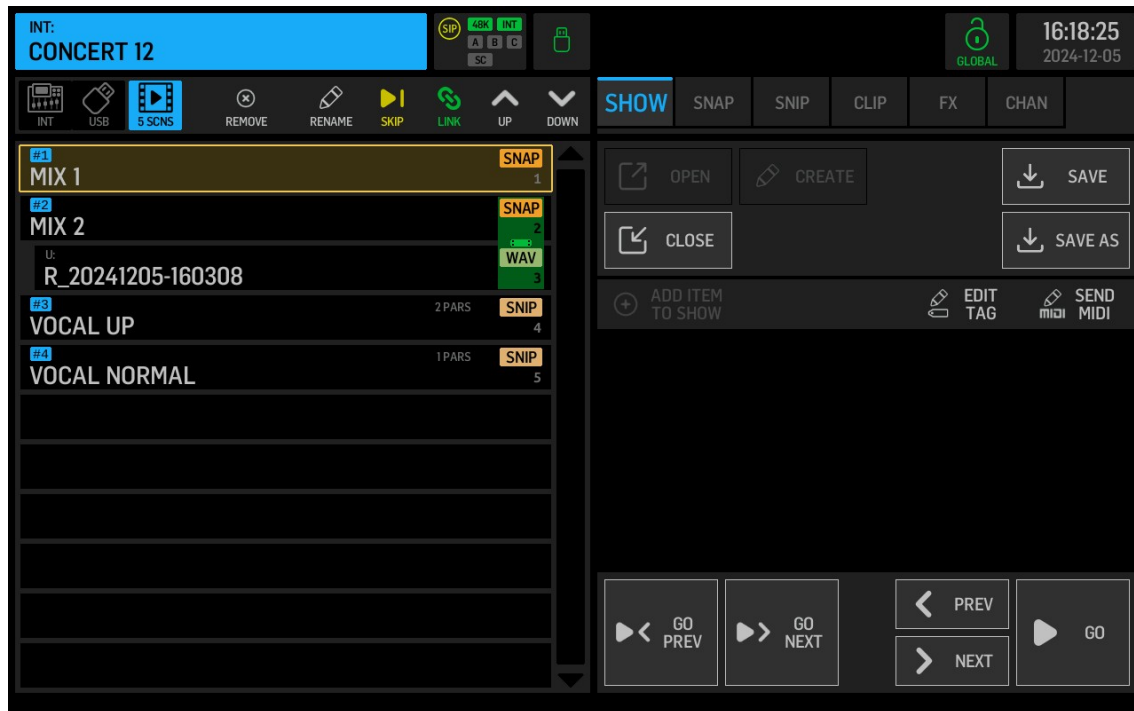 INT:
CONCERT 12
SIP
48K INT
A B C
SC
GLOBAL
16:18:25
2024-12-05
INT
USB
5 SCNS
REMOVE
RENAME
SKIP
LINK
UP
DOWN
SHOW
SNAP
SNIP
CLIP
FX
CHAN
#1
MIX 1
SNAP
1
#2
MIX 2
SNAP
2
U:
R_20241205-160308
WAV
3
#3
VOCAL UP
2 PARS
SNIP
4
#4
VOCAL NORMAL
1 PARS
SNIP
5
OPEN
CREATE
SAVE
CLOSE
SAVE AS
ADD ITEM
TO SHOW
EDIT
TAG
MIDI
SEND
MIDI
GO
PREV
GO
NEXT
PREV
NEXT
GO